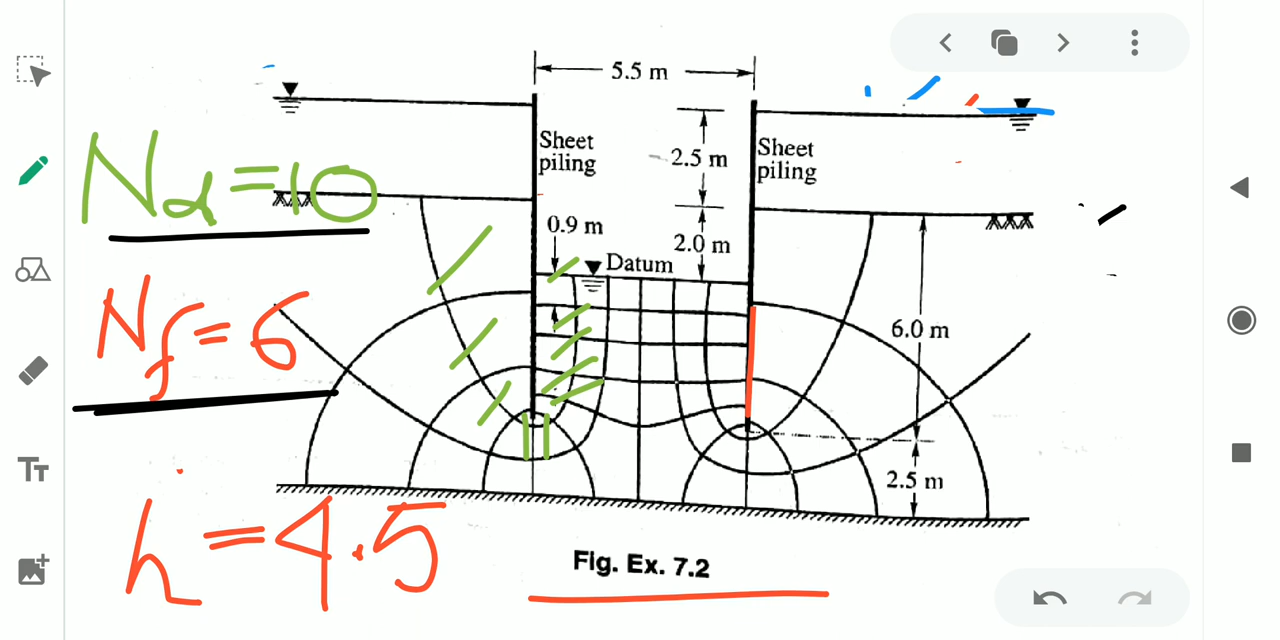 5.5 m
Sheet
piling
2.5 m
Sheet
piling
Nd=10
0.9 m
2.0 m
Datum
Nf=6
6.0 m
2.5 m
h=4.5
Fig. Ex. 7.2
TT